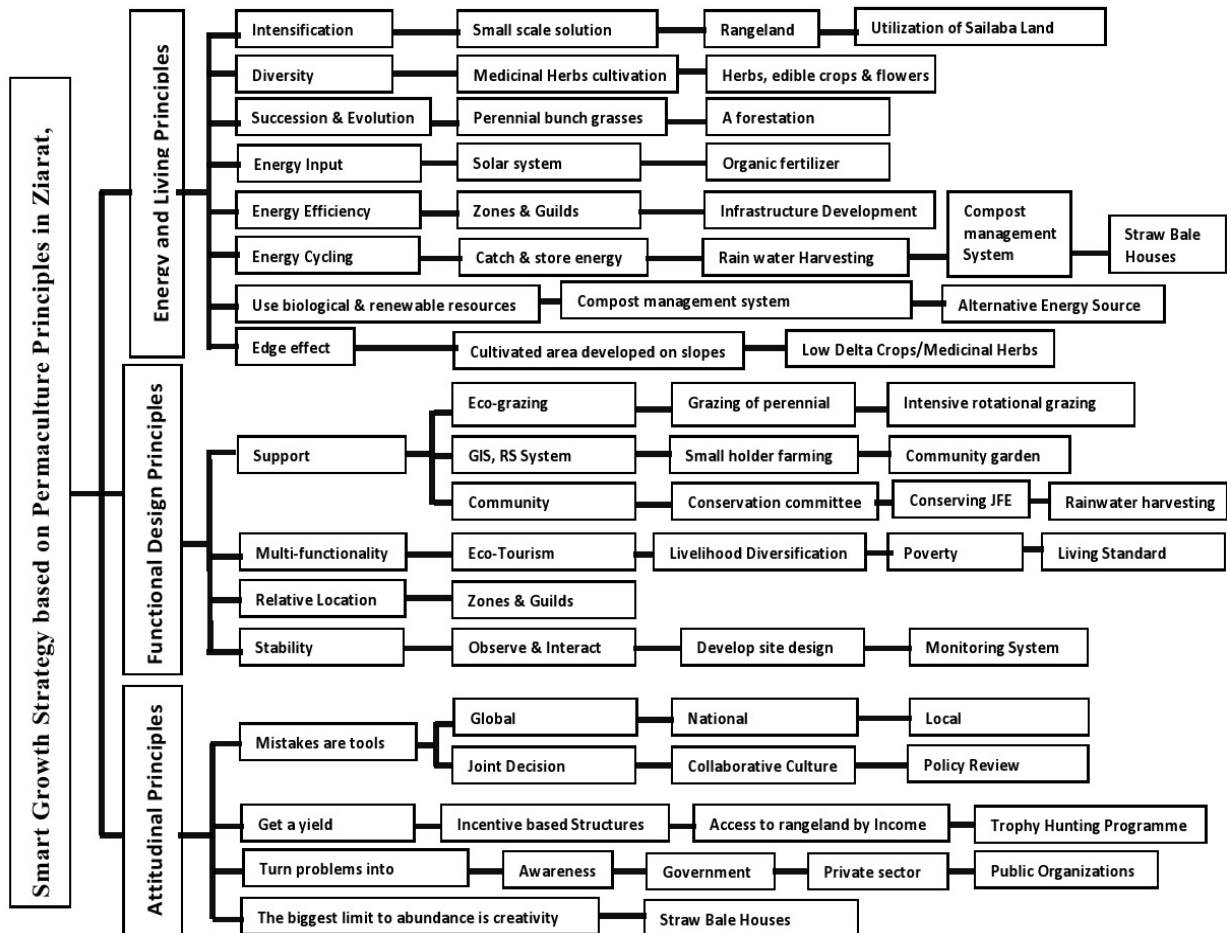 Smart Growth Strategy based on Permaculture Principles in Ziarat,
Energy and Living Principles
Intensification
Small scale solution
Rangeland
Utilization of Sailaba Land
Diversity
Medicinal Herbs cultivation
Herbs, edible crops & flowers
Succession & Evolution
Perennial bunch grasses
A forestation
Energy Input
Solar system
Organic fertilizer
Energy Efficiency
Zones & Guilds
Infrastructure Development
Energy Cycling
Catch & store energy
Rain water Harvesting
Compost
management
System
Straw Bale
Houses
Use biological & renewable resources
Compost management system
Alternative Energy Source
Edge effect
Cultivated area developed on slopes
Low Delta Crops/Medicinal Herbs
Functional Design Principles
Support
Eco-grazing
Grazing of perennial
Intensive rotational grazing
GIS, RS System
Small holder farming
Community garden
Community
Conservation committee
Conserving JFE
Rainwater harvesting
Multi-functionality
Eco-Tourism
Livelihood Diversification
Poverty
Living Standard
Relative Location
Zones & Guilds
Stability
Observe & Interact
Develop site design
Monitoring System
Attitudinal Principles
Mistakes are tools
Global
National
Local
Joint Decision
Collaborative Culture
Policy Review
Get a yield
Incentive based Structures
Access to rangeland by Income
Trophy Hunting Programme
Turn problems into
Awareness
Government
Private sector
Public Organizations
The biggest limit to abundance is creativity
Straw Bale Houses